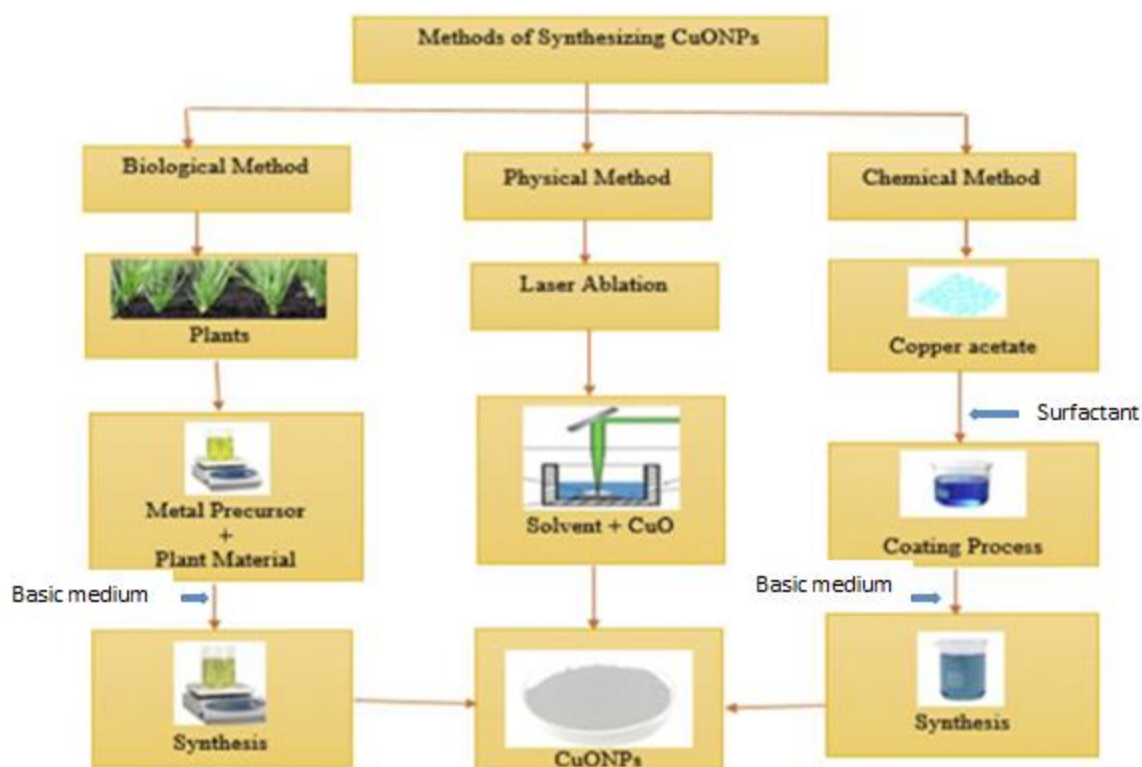 Methods of Synthesizing CuONPs
Biological Method
Physical Method
Chemical Method
Plants
Laser Ablation
Copper acetate
Surfactant
Metal Precursor
+
Plant Material
Solvent + CuO
Coating Process
Basic medium
Basic medium
Synthesis
CuONPs
Synthesis